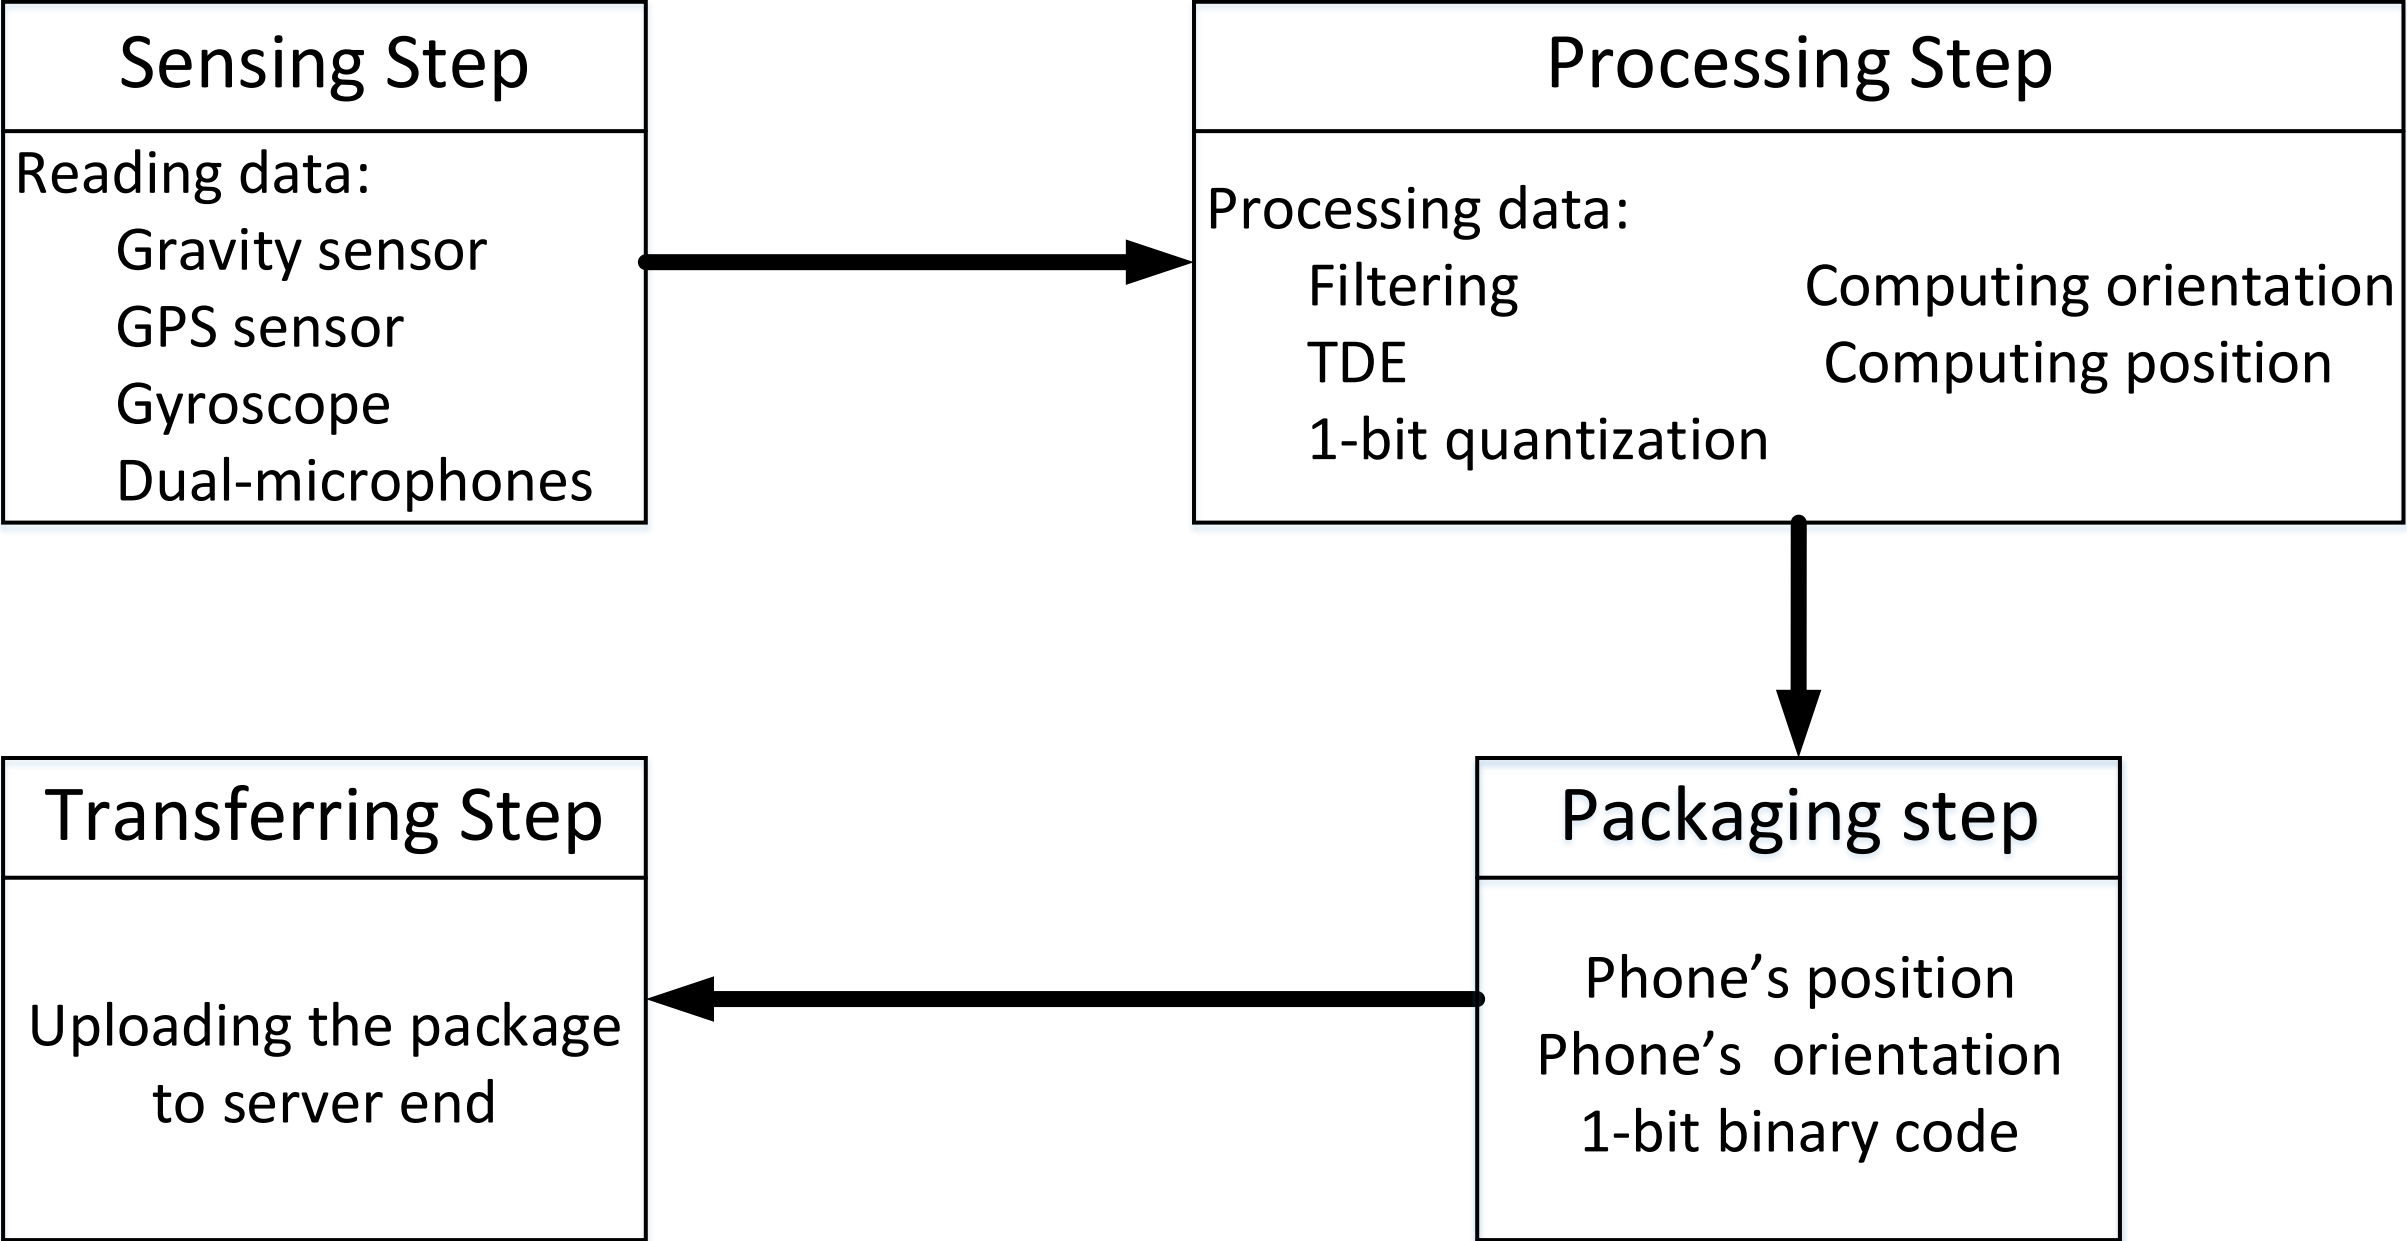 Sensing Step
Reading data:
Gravity sensor
GPS sensor
Gyroscope
Dual-microphones
Processing Step
Processing data:
Filtering
TDE
1-bit quantization
Computing orientation
Computing position
Packaging step
Phone’s position
Phone’s orientation
1-bit binary code
Transferring Step
Uploading the package
to server end